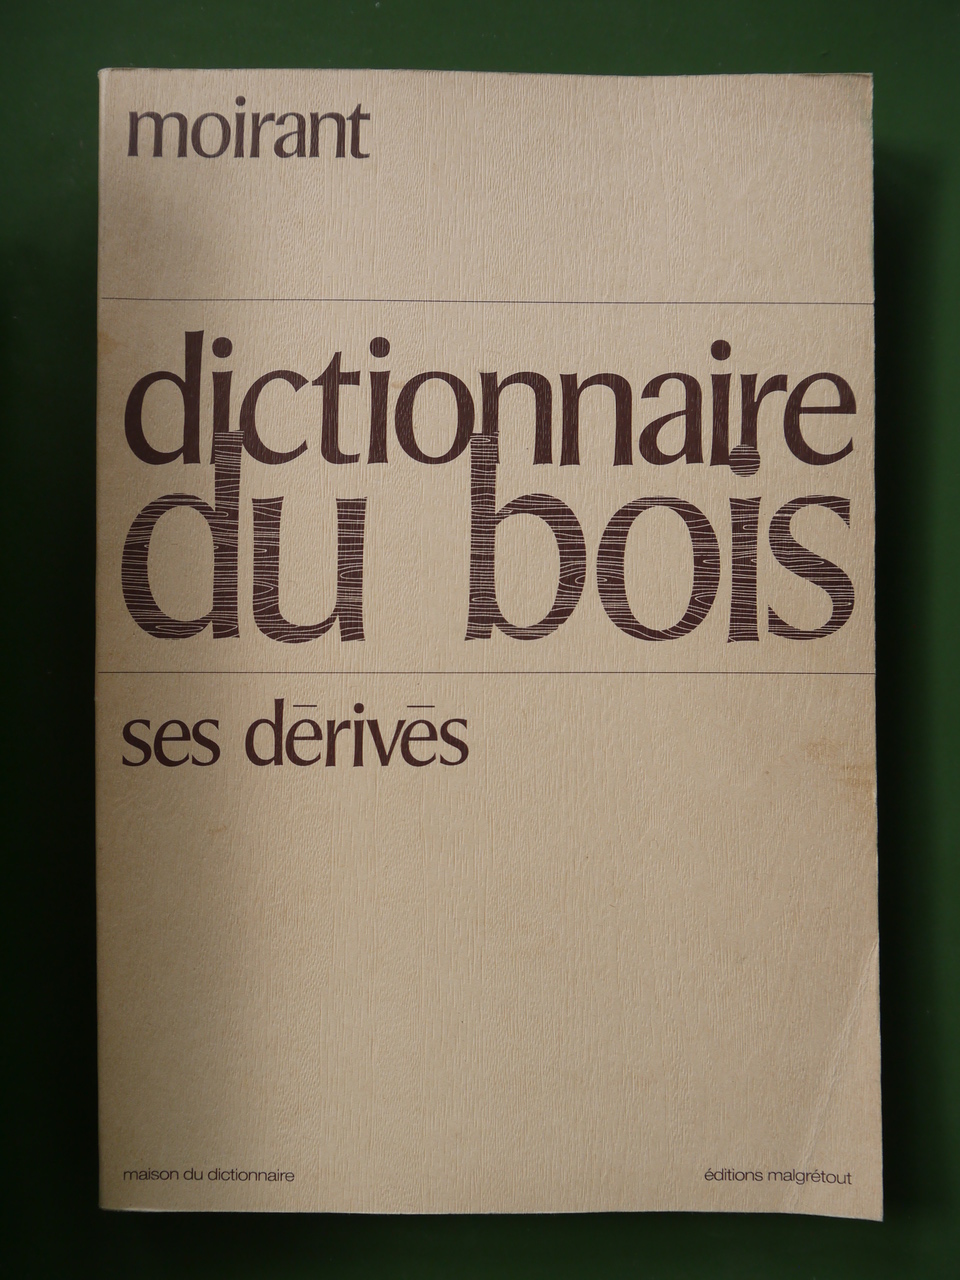 moirant
dictionnaire
du bois
ses dērivēs
maison du dictionnaire
éditions malgrétout